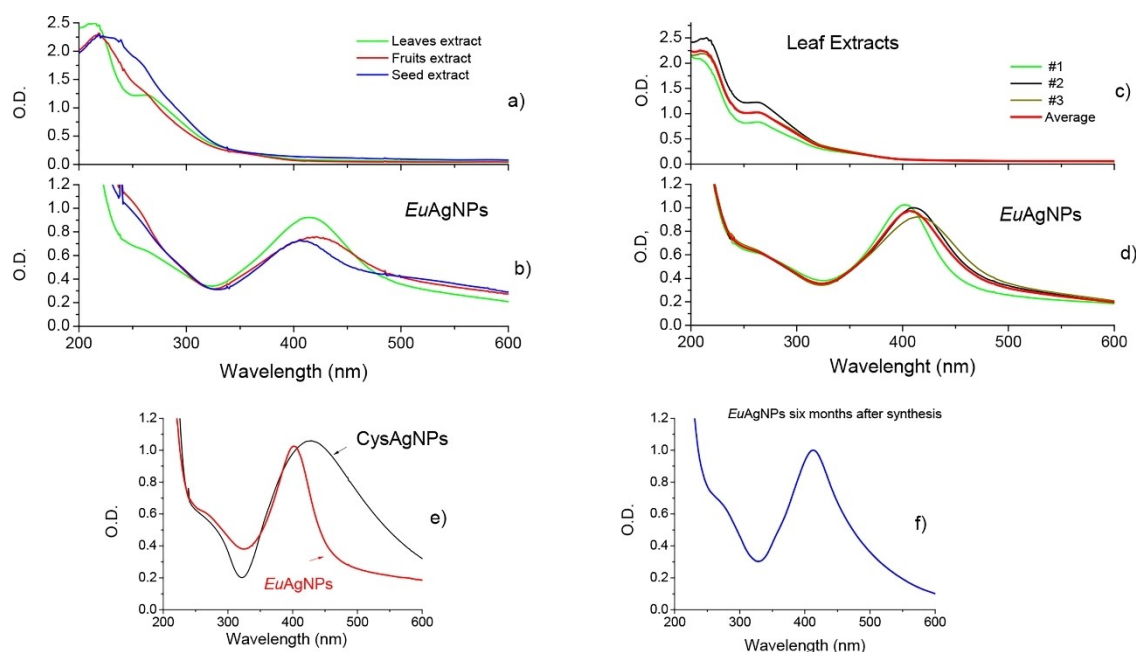 2.5
2.0
1.5
1.0
0.5
0.0
O.D.
Leaves extract
Fruits extract
Seed extract
a)
1.2
1.0
0.8
0.6
0.4
0.2
0.0
O.D.
EuAgNPs
b)
200 300 400 500 600
Wavelength (nm)
2.5
2.0
1.5
1.0
0.5
0.0
O.D.
Leaf Extracts
#1
#2
#3
Average
c)
1.2
1.0
0.8
0.6
0.4
0.2
0.0
O.D,
EuAgNPs
d)
200 300 400 500 600
Wavelenght (nm)
1.2
1.0
0.8
0.6
0.4
0.2
0.0
O.D.
CysAgNPs
EuAgNPs
e)
200 300 400 500 600
Wavelength (nm)
1.2
1.0
0.8
0.6
0.4
0.2
0.0
O.D.
EuAgNPs six months after synthesis
f)
200 300 400 500 600
Wavelength (nm)